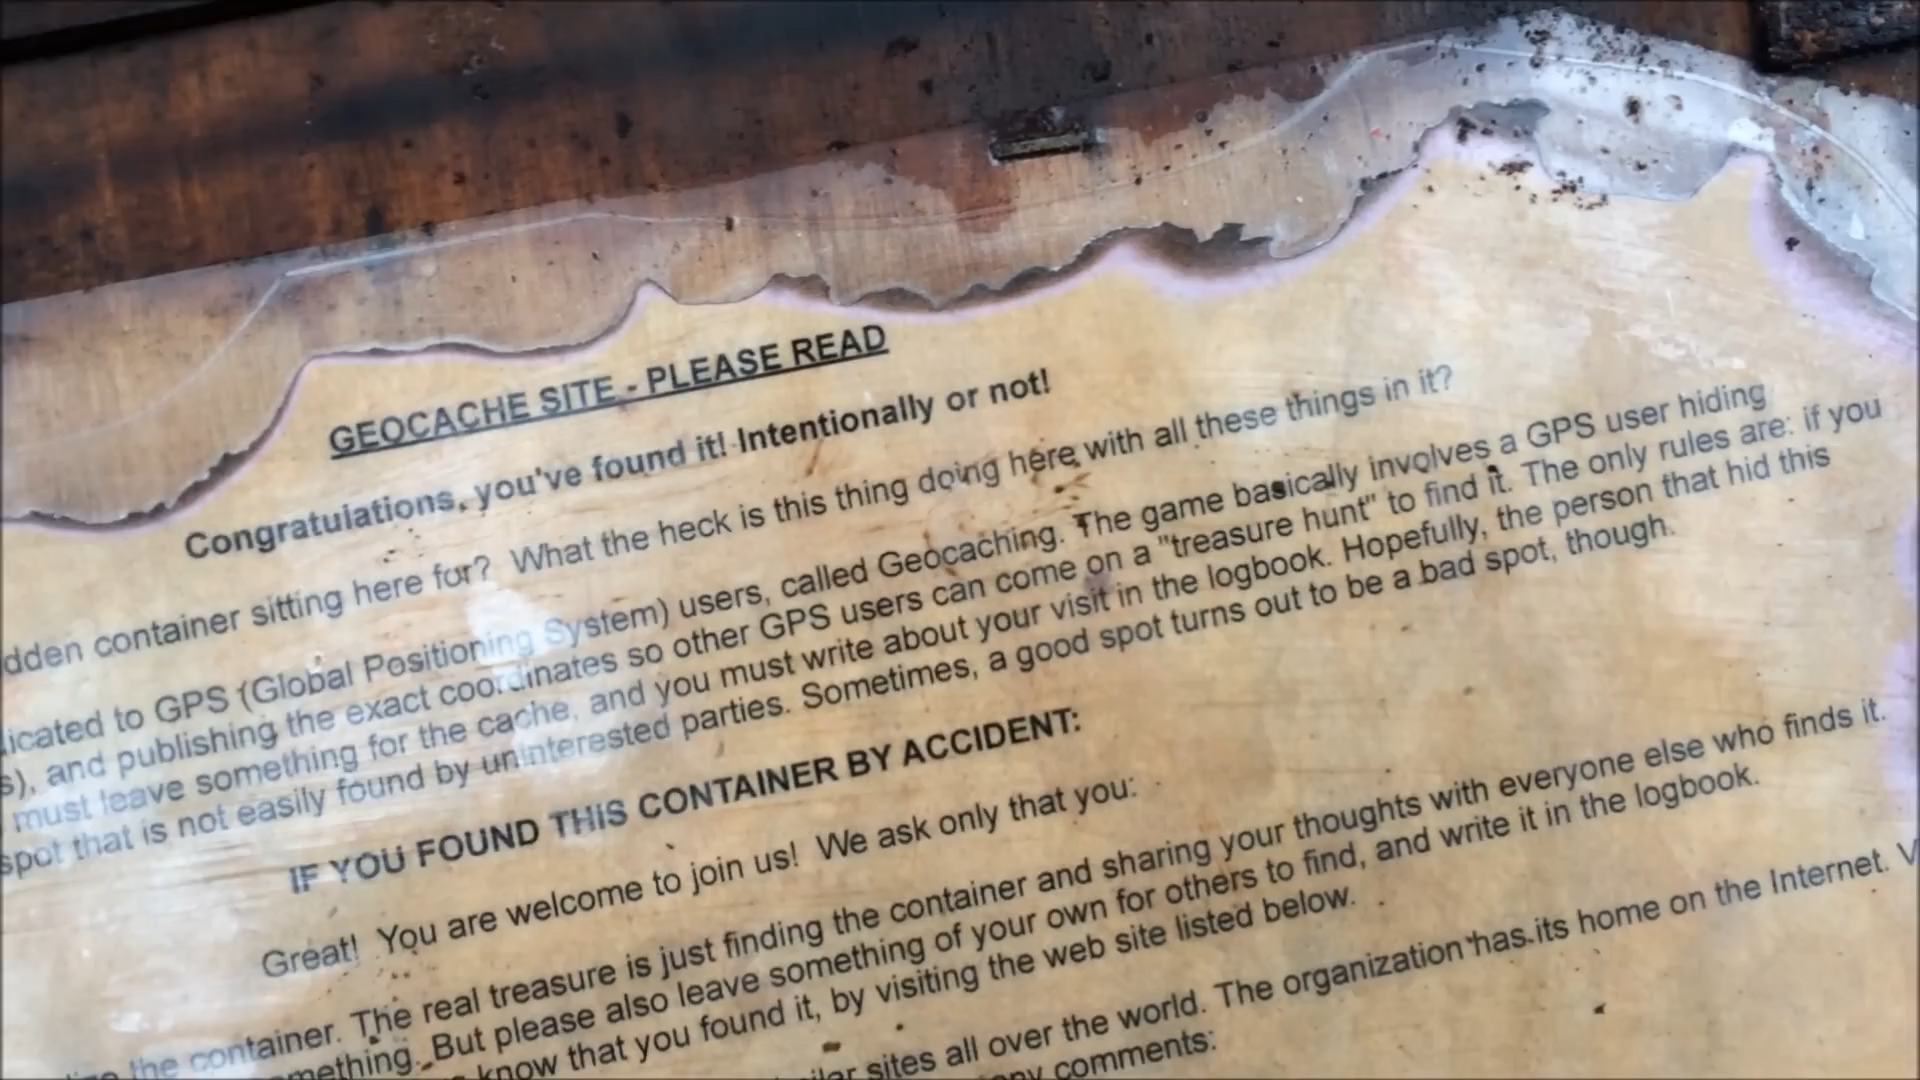 GEOCACHE SITE - PLEASE READ
Congratulations, you've found it! Intentionally or not!
dden container sitting here for?  What the heck is this thing doing here with all these things in it?
licated to GPS (Global Positioning System) users, called Geocaching. The game basically involves a GPS user hiding
s), and publishing the exact coordinates so other GPS users can come on a "treasure hunt" to find it. The only rules are: if you
must leave something for the cache, and you must write about your visit in the logbook. Hopefully, the person that hid this
spot that is not easily found by uninterested parties. Sometimes, a good spot turns out to be a bad spot, though.
IF YOU FOUND THIS CONTAINER BY ACCIDENT:
Great!  You are welcome to join us!  We ask only that you:
the container. The real treasure is just finding the container and sharing your thoughts with everyone else who finds it.
mething. But please also leave something of your own for others to find, and write it in the logbook.
know that you found it, by visiting the web site listed below.
ilar sites all over the world. The organization has its home on the Internet. V
ny comments: